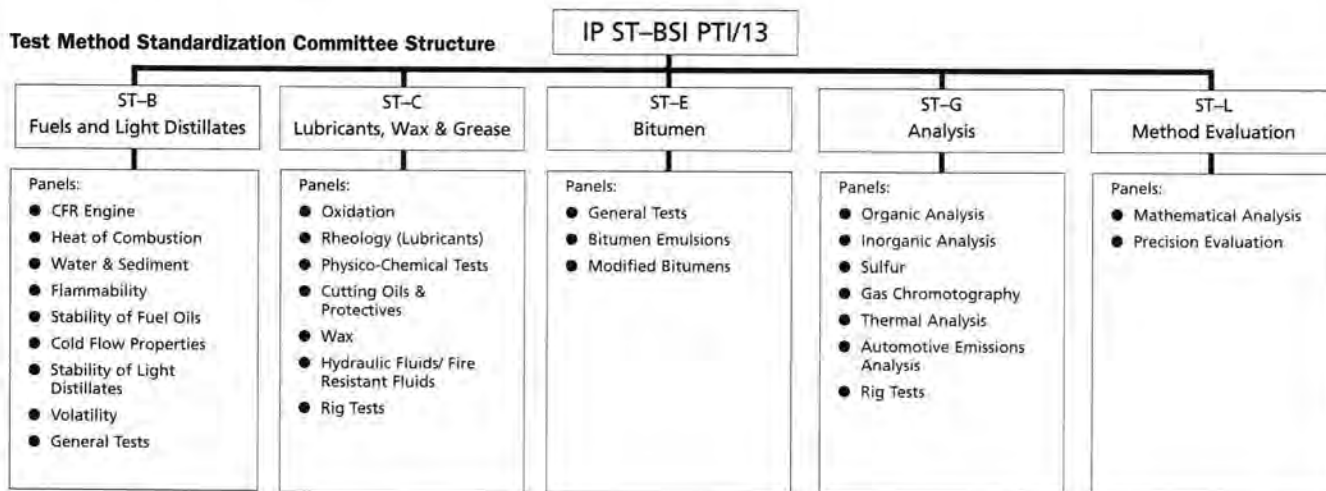 IP ST–BSI PTI/13
Test Method Standardization Committee Structure
ST–B
Fuels and Light Distillates
Panels:
● CFR Engine
● Heat of Combustion
● Water & Sediment
● Flammability
● Stability of Fuel Oils
● Cold Flow Properties
● Stability of Light
Distillates
● Volatility
● General Tests
ST–C
Lubricants, Wax & Grease
Panels:
● Oxidation
● Rheology (Lubricants)
● Physico-Chemical Tests
● Cutting Oils &
Protectives
● Wax
● Hydraulic Fluids/ Fire
Resistant Fluids
● Rig Tests
ST–E
Bitumen
Panels:
● General Tests
● Bitumen Emulsions
● Modified Bitumens
ST–G
Analysis
Panels:
● Organic Analysis
● Inorganic Analysis
● Sulfur
● Gas Chromotography
● Thermal Analysis
● Automotive Emissions
Analysis
● Rig Tests
ST–L
Method Evaluation
Panels:
● Mathematical Analysis
● Precision Evaluation